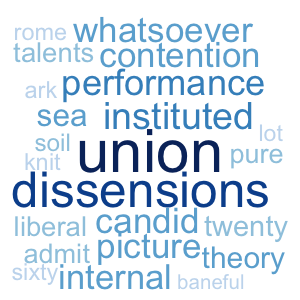 rome whatsoever
talents contention
ark performance
sea instituted
soil union lot
knit pure
dissensions
liberal candid twenty
admit picture theory
sixty internal baneful